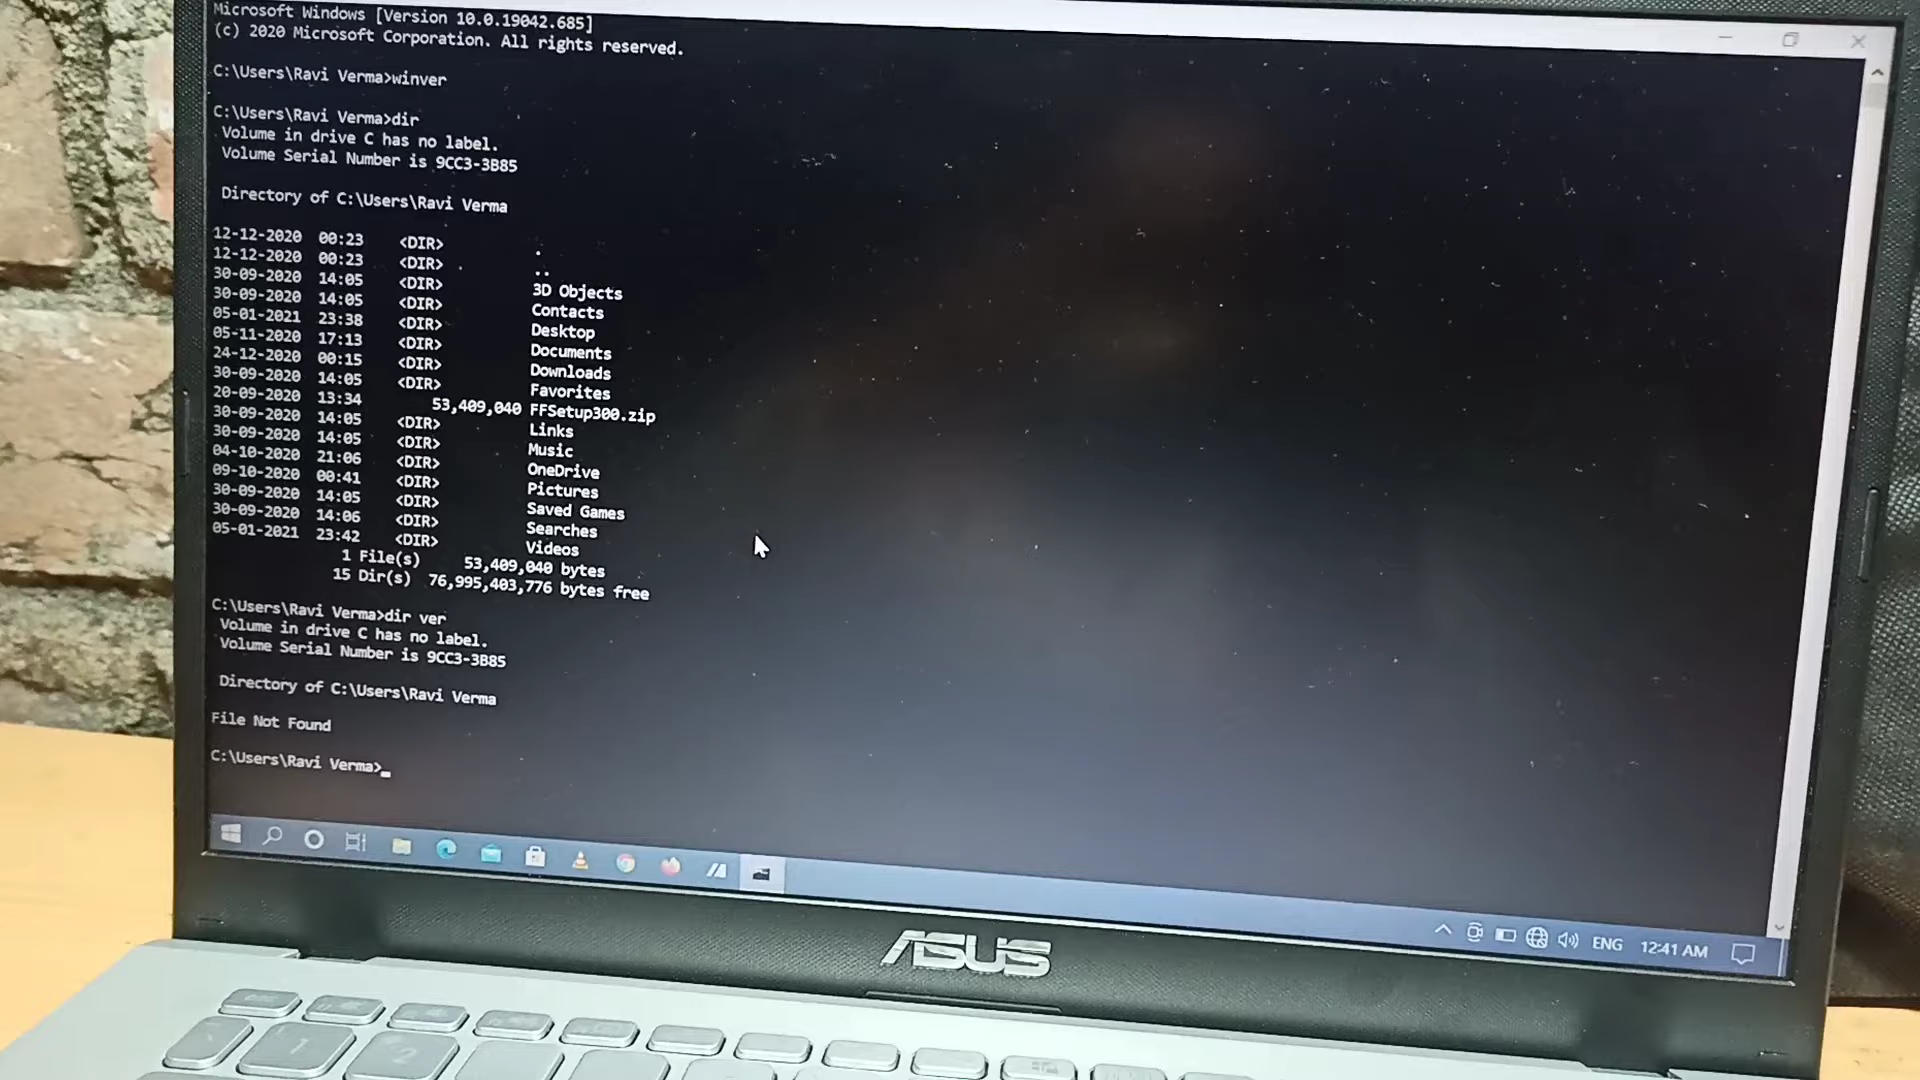 Microsoft Windows [Version 10.0.19042.685]
(c) 2020 Microsoft Corporation. All rights reserved.
C:\Users\Ravi Verma>winver
C:\Users\Ravi Verma>dir
Volume in drive C has no label.
Volume Serial Number is 9CC3-3B85
Directory of C:\Users\Ravi Verma
12-12-2020 00:23 <DIR> .
12-12-2020 00:23 <DIR> ..
30-09-2020 14:05 <DIR> 3D Objects
30-09-2020 14:05 <DIR> Contacts
05-01-2021 23:38 <DIR> Desktop
05-11-2020 17:13 <DIR> Documents
24-12-2020 00:15 <DIR> Downloads
30-09-2020 14:05 <DIR> Favorites
20-09-2020 13:34 53,409,040 FFSetup300.zip
30-09-2020 14:05 <DIR> Links
30-09-2020 14:05 <DIR> Music
04-10-2020 21:06 <DIR> OneDrive
09-10-2020 00:41 <DIR> Pictures
30-09-2020 14:05 <DIR> Saved Games
30-09-2020 14:06 <DIR> Searches
05-01-2021 23:42 <DIR> Videos
1 File(s) 53,409,040 bytes
15 Dir(s) 76,995,403,776 bytes free
C:\Users\Ravi Verma>dir ver
Volume in drive C has no label.
Volume Serial Number is 9CC3-3B85
Directory of C:\Users\Ravi Verma
File Not Found
C:\Users\Ravi Verma>_
ENG 12:41 AM
ASUS
1
2